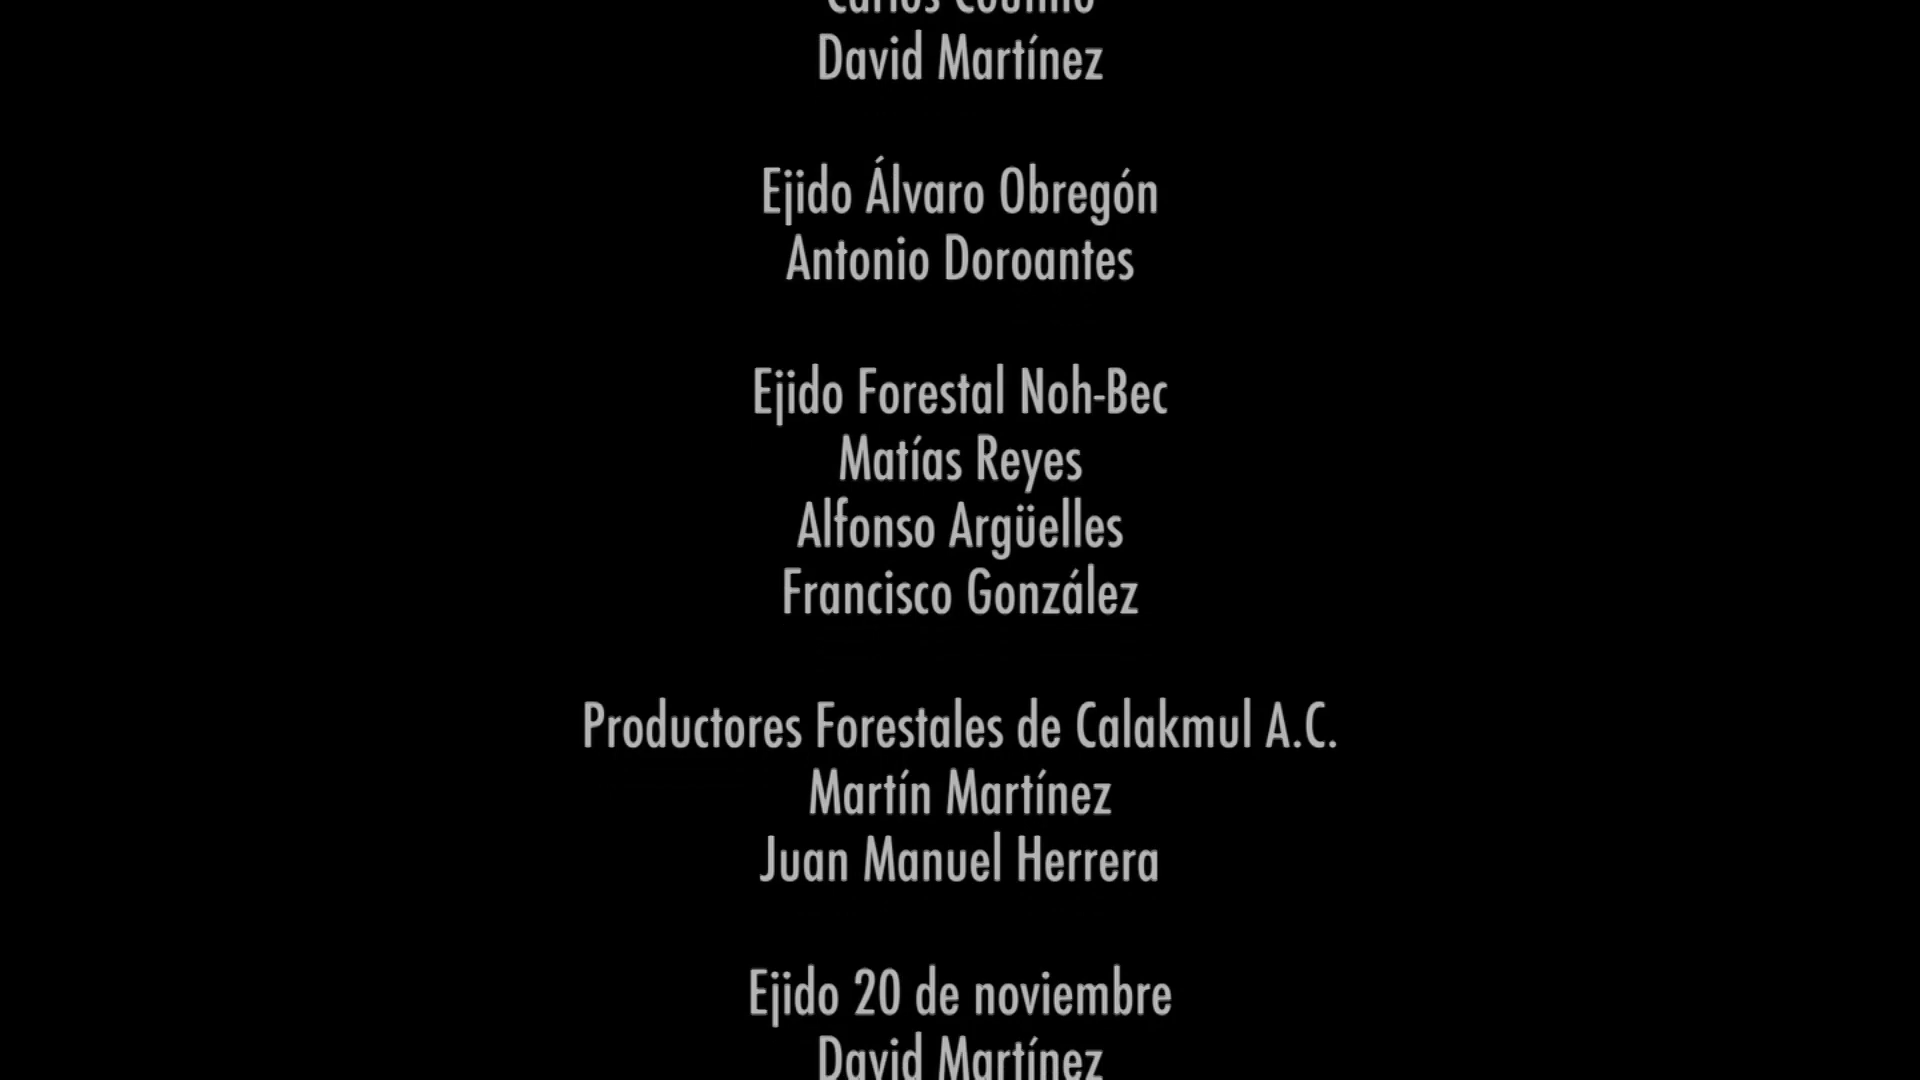 Carlos
David Martínez
Ejido Álvaro Obregón
Antonio Doroantes
Ejido Forestal Noh-Bec
Matías Reyes
Alfonso Argüelles
Francisco González
Productores Forestales de Calakmul A.C.
Martín Martínez
Juan Manuel Herrera
Ejido 20 de noviembre
David Martínez